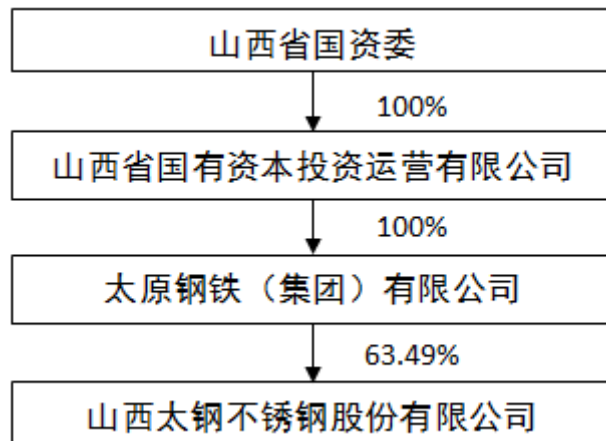 山西省国资委
100%
山西省国有资本投资运营有限公司
100%
太原钢铁（集团）有限公司
63.49%
山西太钢不锈钢股份有限公司